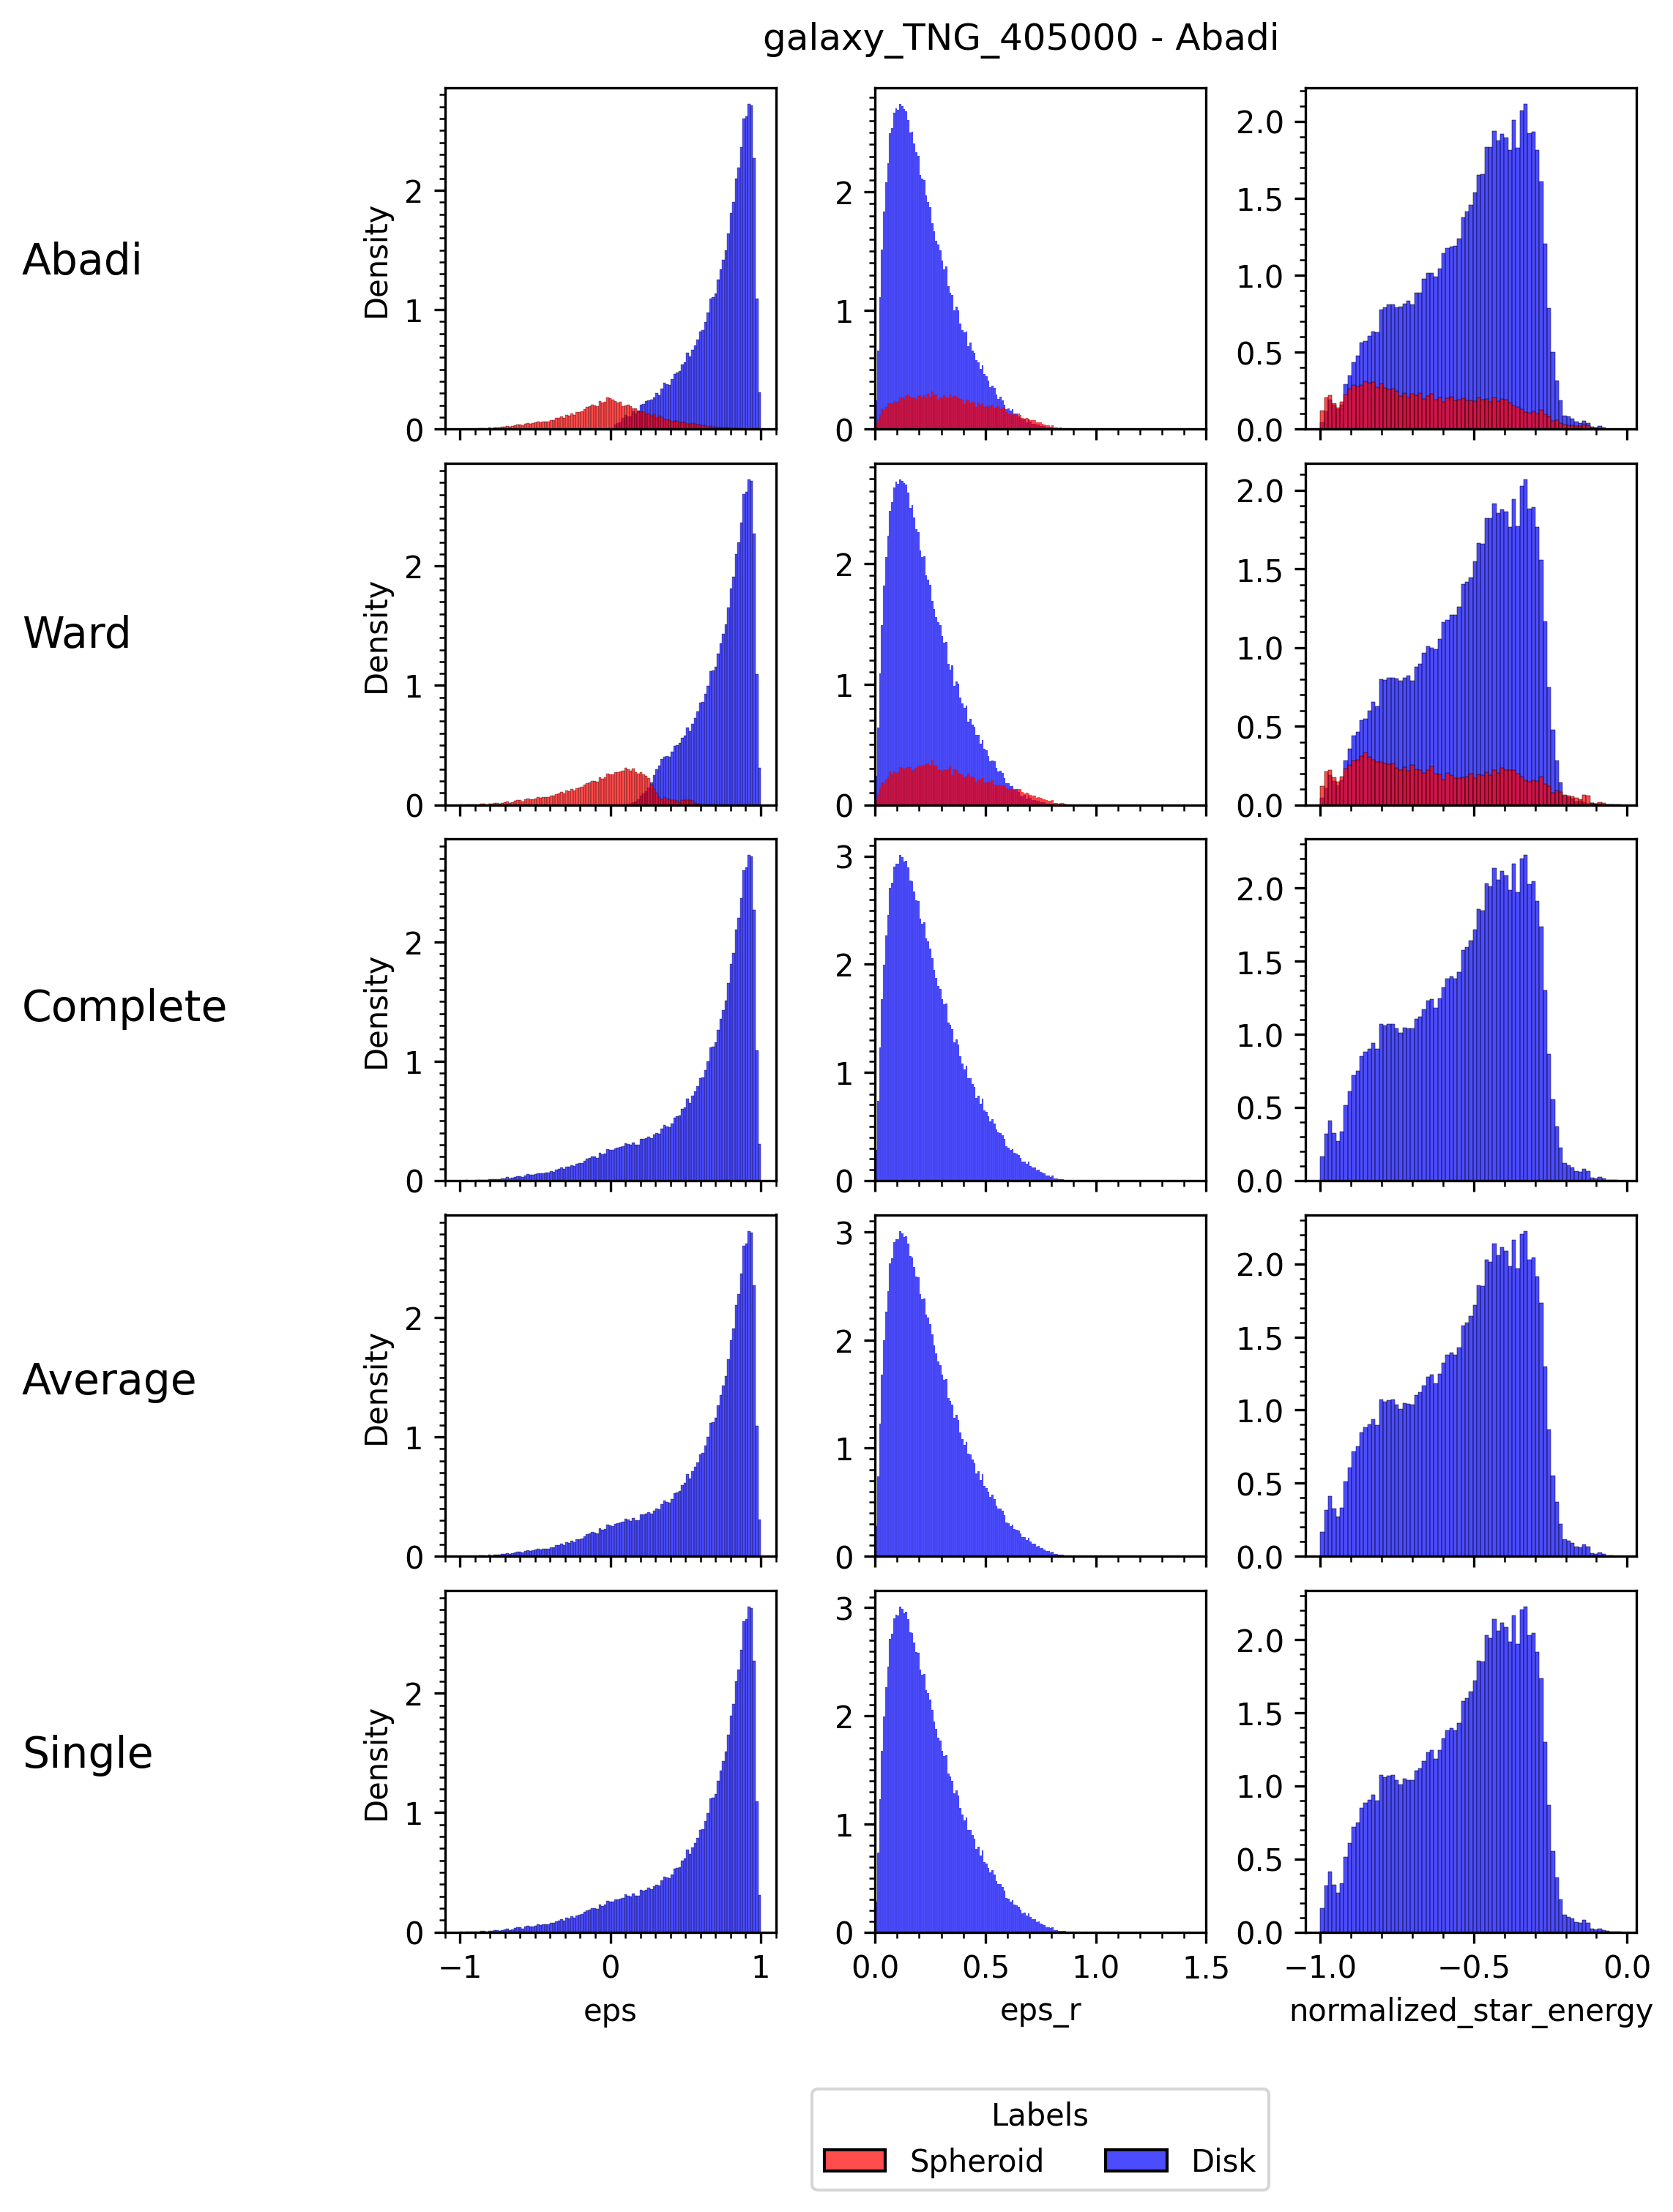 galaxy_TNG_405000 - Abadi
Abadi
Density
0
1
2
0
1
2
0.0
0.5
1.0
1.5
2.0
Ward
Density
0
1
2
0
1
2
0.0
0.5
1.0
1.5
2.0
Complete
Density
0
1
2
0
1
2
3
0.0
0.5
1.0
1.5
2.0
Average
Density
0
1
2
0
1
2
3
0.0
0.5
1.0
1.5
2.0
Single
Density
0
1
2
0
1
2
3
0.0
0.5
1.0
1.5
2.0
−1 0 1
0.0 0.5 1.0 1.5
−1.0 −0.5 0.0
eps
eps_r
normalized_star_energy
Labels
Spheroid
Disk